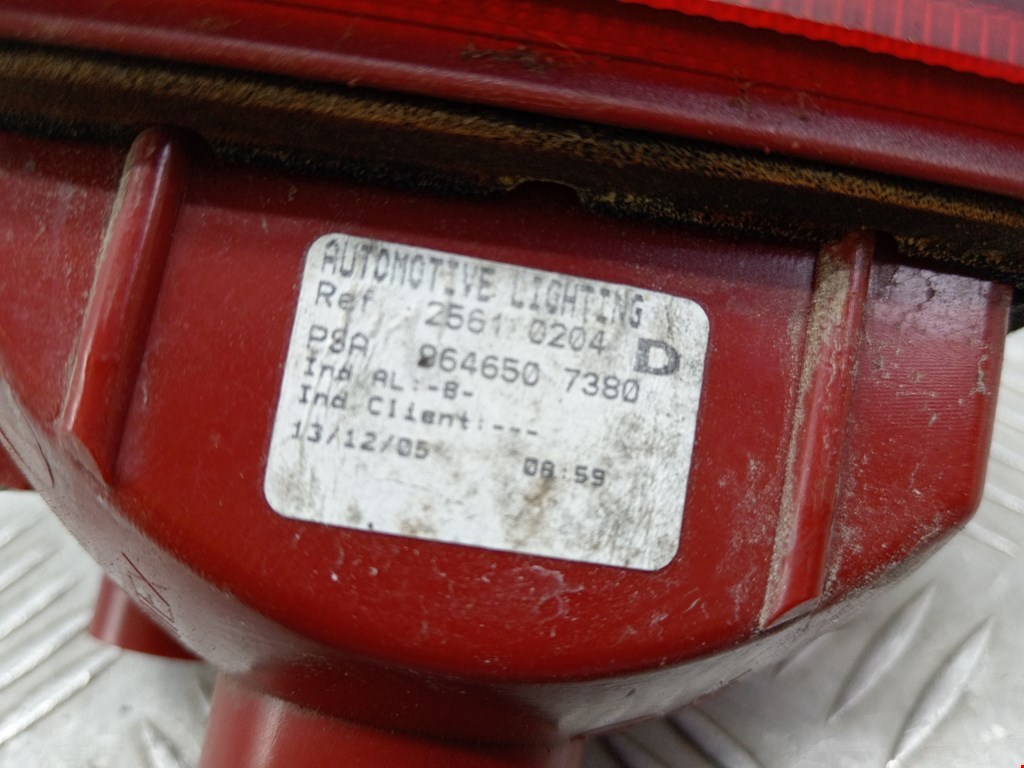 AUTOMOTIVE LIGHTING
Ref 2561 0204 D
PSA 964650 7380
Ind AL:-B-
Ind Client:---
13/12/05 08:59